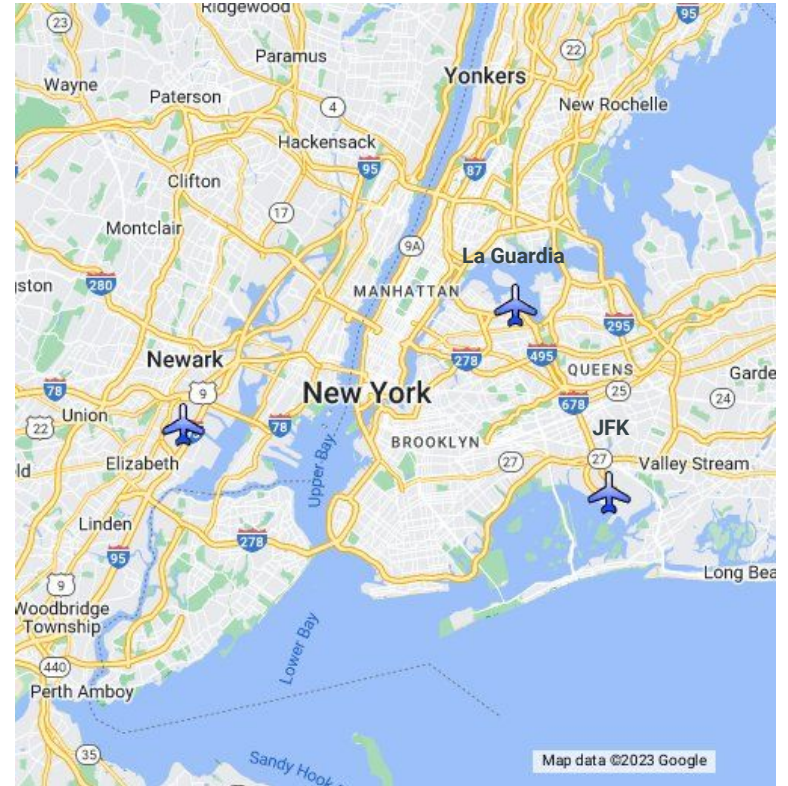 Ridgewood
23
95
Paramus
22
Yonkers
Wayne
Paterson
4
New Rochelle
Hackensack
95
87
Clifton
17
Montclair
9A
La Guardia
280
MANHATTAN
295
Newark
278
495
QUEENS
Garde
78
9
New York
25
24
678
Union
22
78
JFK
BROOKLYN
Elizabeth
27
27
Valley Stream
Upper Bay
Linden
278
95
9
Long Bea
Woodbridge
Township
Lower Bay
440
Perth Amboy
35
Sandy Hook
Map data ©2023 Google